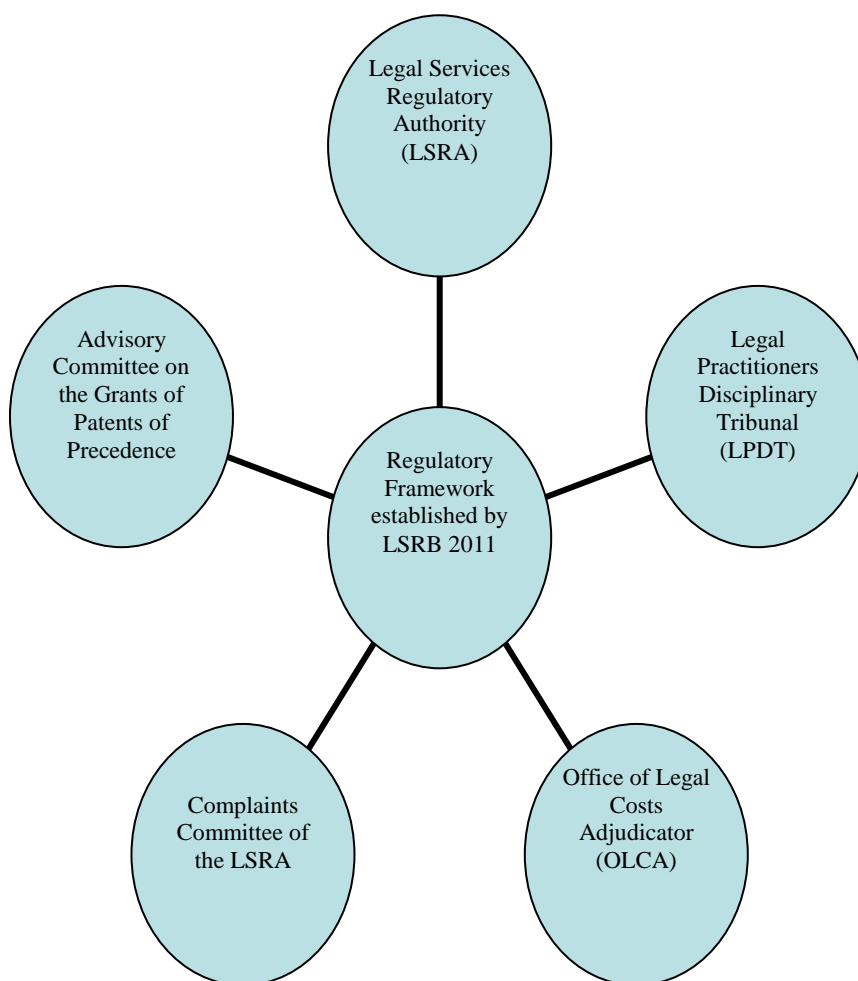 Legal Services
Regulatory
Authority
(LSRA)
Advisory
Committee on
the Grants of
Patents of
Precedence
Legal
Practitioners
Disciplinary
Tribunal
(LPDT)
Regulatory
Framework
established by
LSRB 2011
Complaints
Committee of
the LSRA
Office of Legal
Costs
Adjudicator
(OLCA)